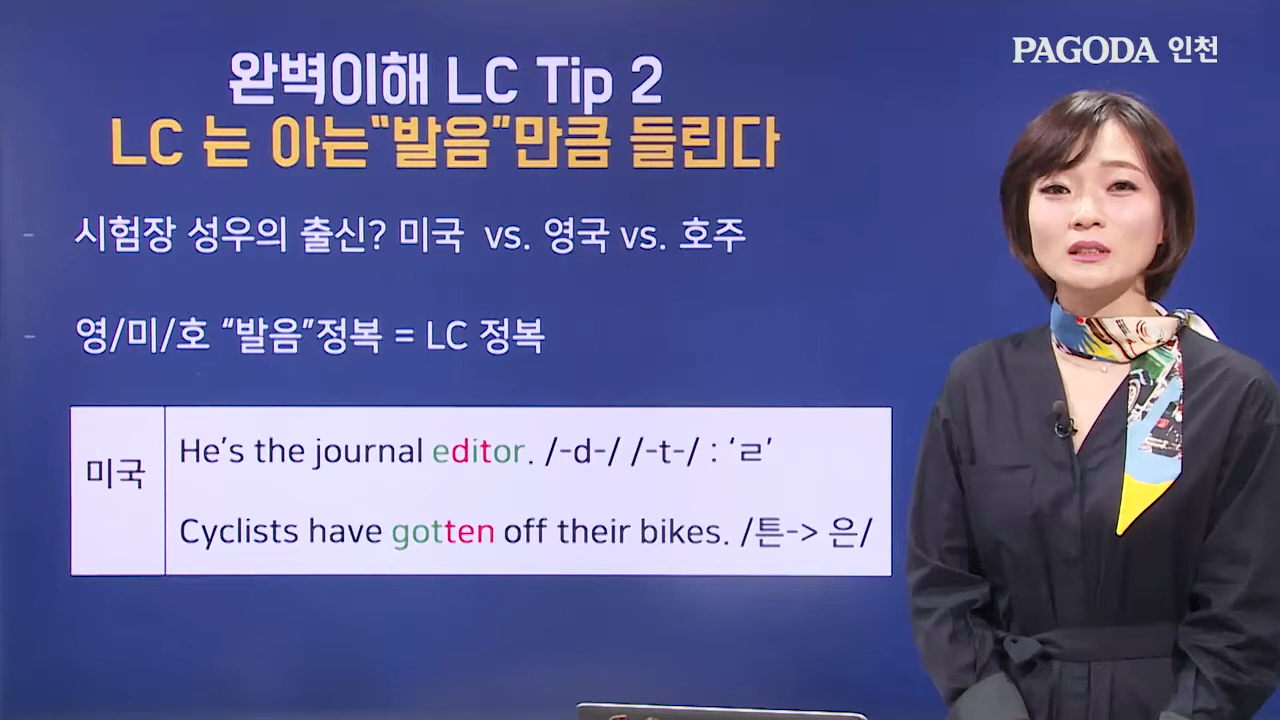 PAGODA 인천
완벽이해 LC Tip 2
LC 는 아는“발음”만큼 들린다
- 시험장 성우의 출신? 미국 vs. 영국 vs. 호주
- 영/미/호 “발음”정복 = LC 정복
미국
He's the journal editor. /-d-/ /-t-/ : ‘ㄹ’
Cyclists have gotten off their bikes. /튼-> 은/